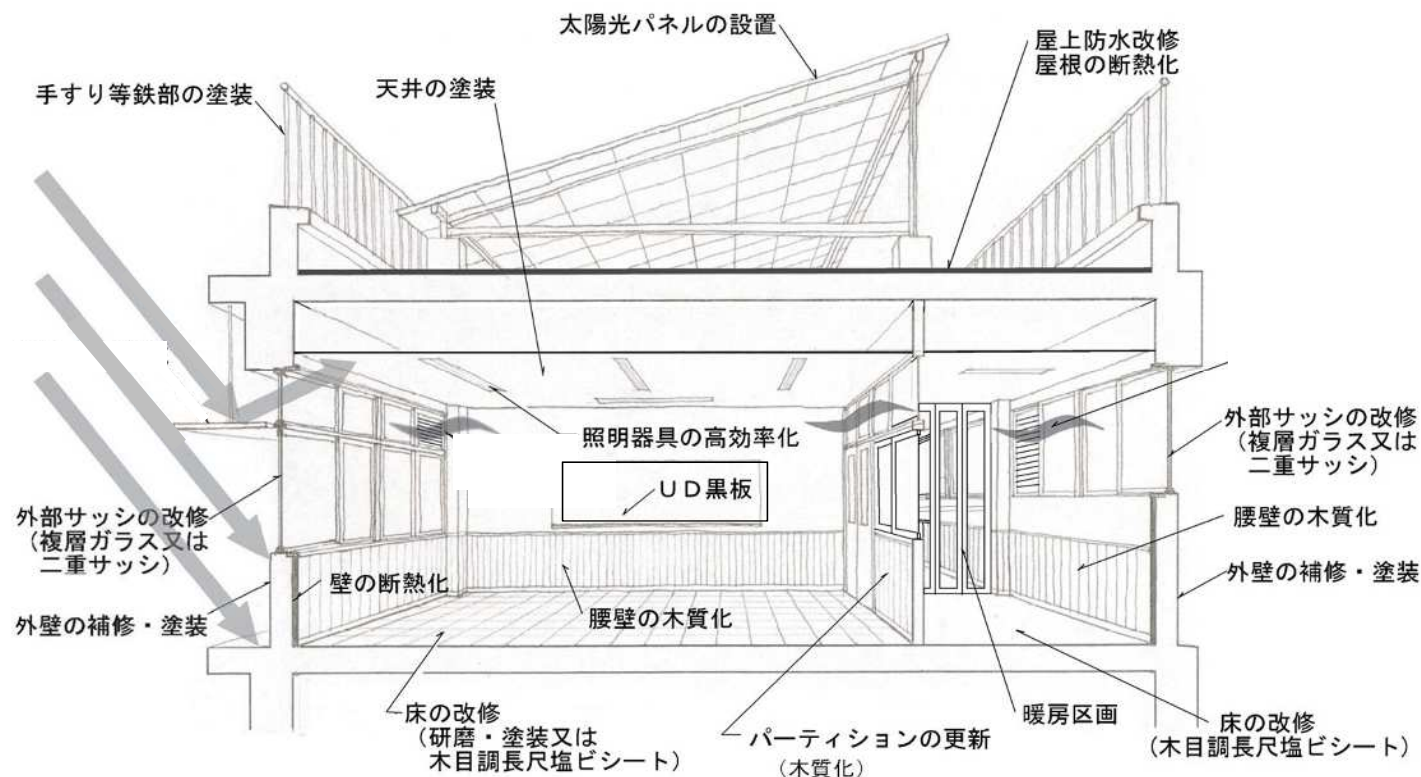 太陽光パネルの設置
屋上防水改修
屋根の断熱化
手すり等鉄部の塗装
天井の塗装
照明器具の高効率化
UD黒板
外部サッシの改修
(複層ガラス又は
二重サッシ)
外部サッシの改修
(複層ガラス又は
二重サッシ)
腰壁の木質化
壁の断熱化
外壁の補修・塗装
外壁の補修・塗装
腰壁の木質化
床の改修
(研磨・塗装又は
木目調長尺塩ビシート)
パーティションの更新
(木質化)
暖房区画
床の改修
(木目調長尺塩ビシート)